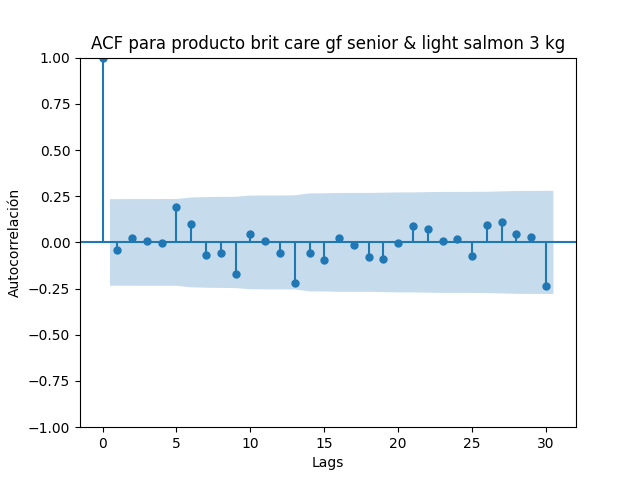 ACF para producto brit care gf senior & light salmon 3 kg
1.00
0.75
0.50
0.25
0.00
−0.25
−0.50
−0.75
−1.00
Autocorrelación
0 5 10 15 20 25 30
Lags